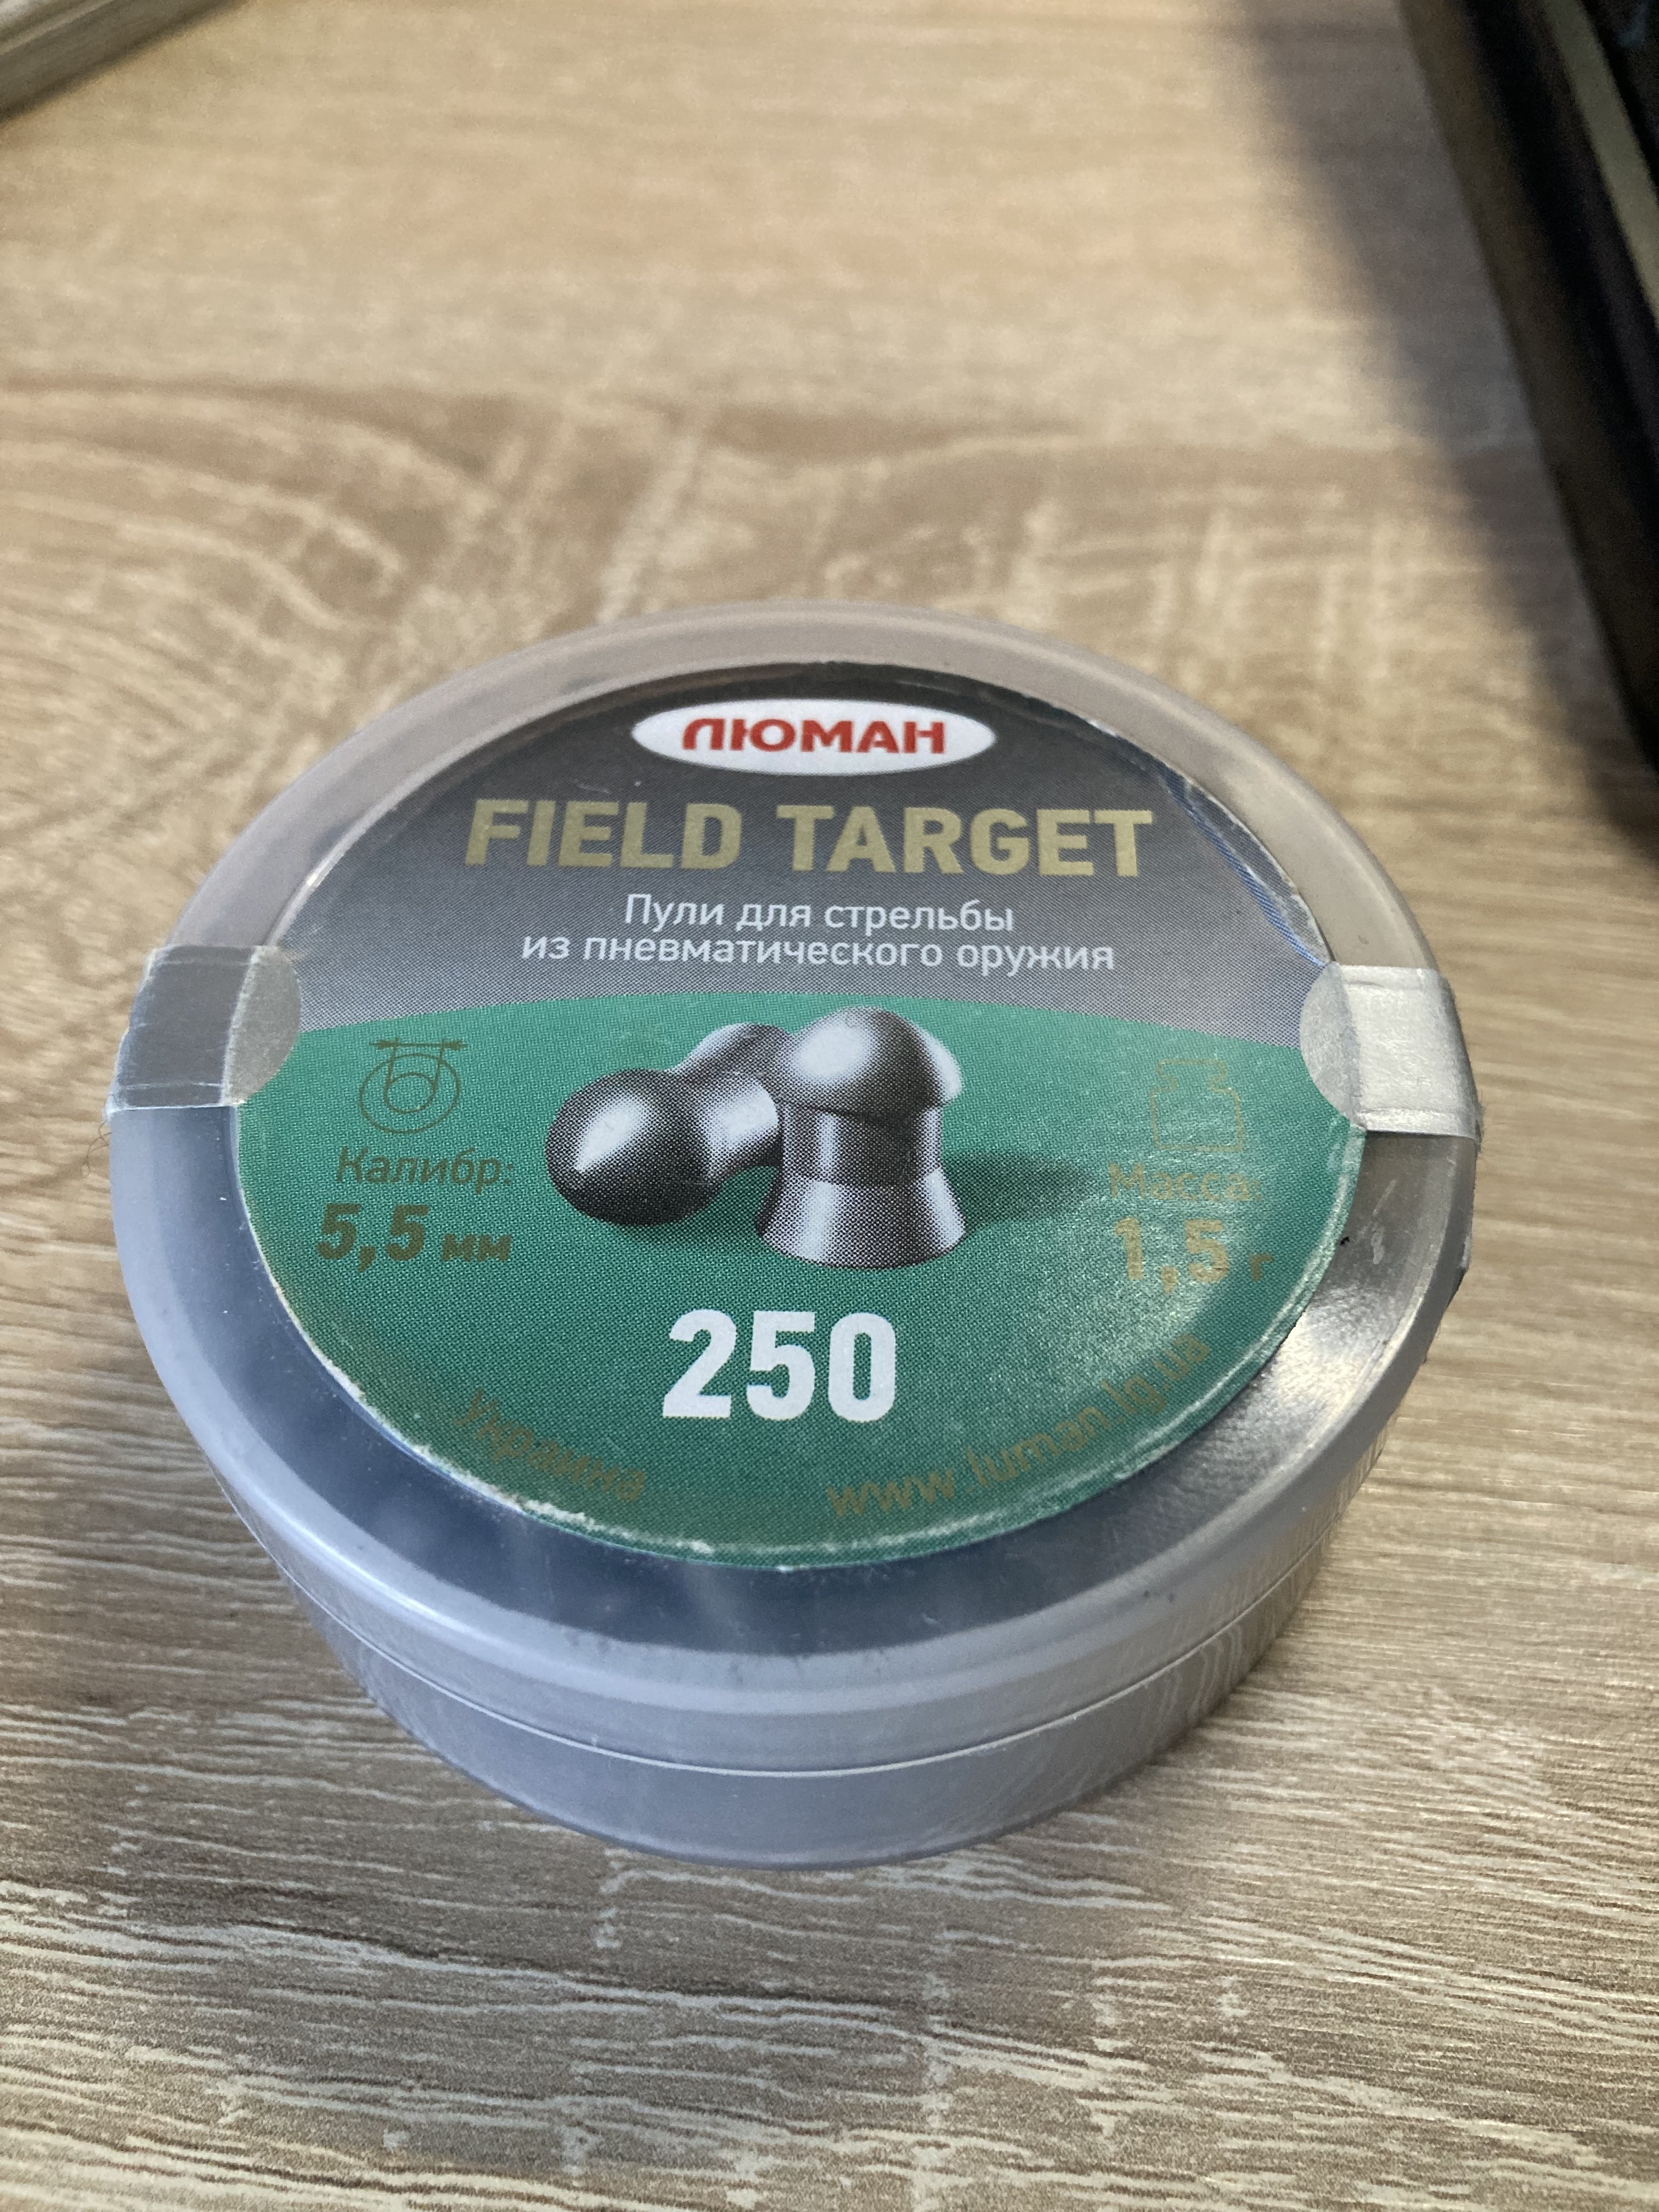 ЛЮМАН
FIELD TARGET
Пули для стрельбы
из пневматического оружия
Калибр:
5,5 мм
Масса:
1,5 г
250
Украина
www.luman.lg.ua